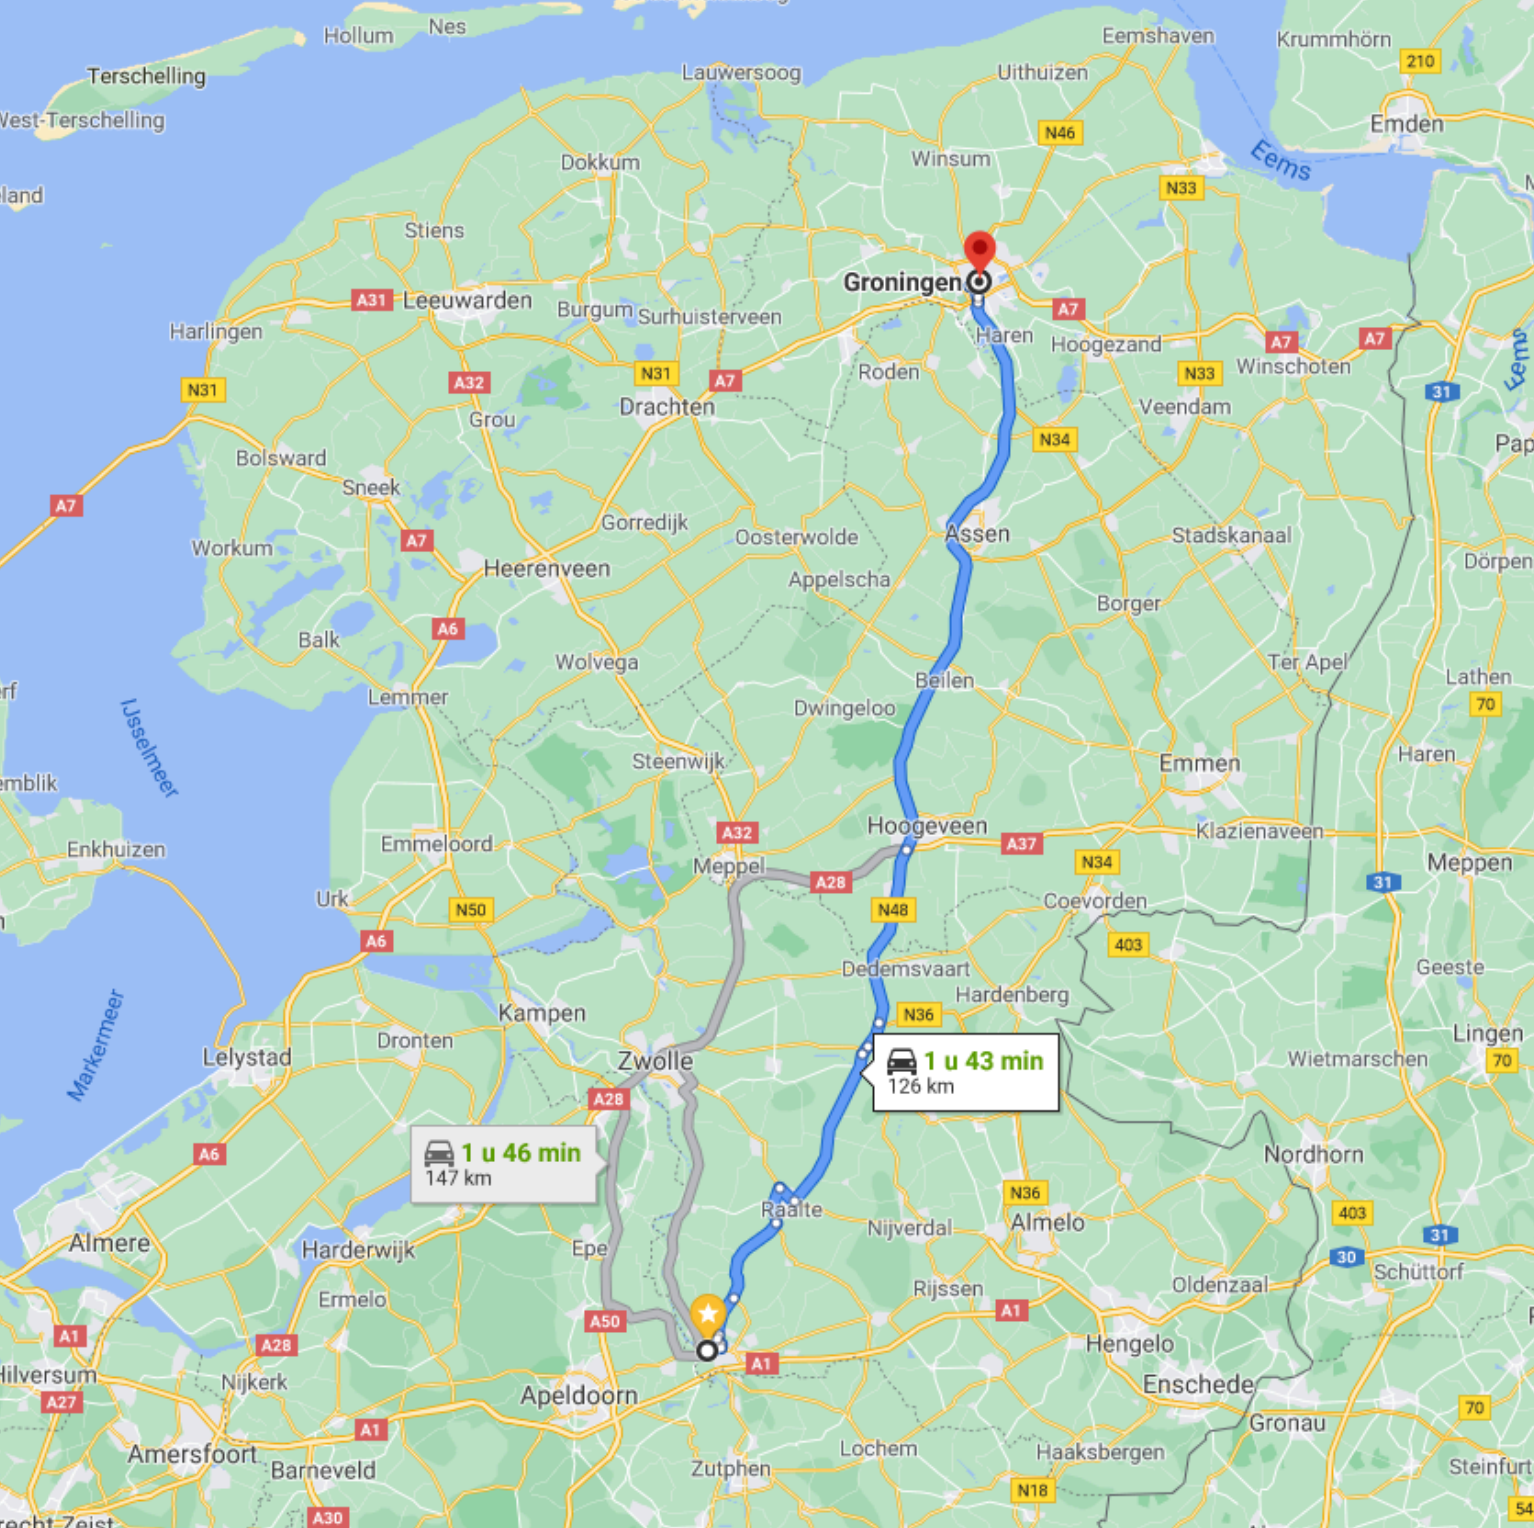 Hollum
Nes
Eemshaven
Krummhörn
210
Terschelling
Lauwersoog
Uithuizen
West-Terschelling
Emden
N46
Dokkum
Winsum
Eems
N33
Stiens
Groningen
A31
Leeuwarden
Burgum
Surhuisterveen
A7
Harlingen
Haren
Hoogezand
A7
A7
Winschoten
Eems
N31
A32
N31
A7
Roden
N33
31
Grou
Drachten
Veendam
N34
Bolsward
Sneek
A7
Gorredijk
Oosterwolde
Assen
Stadskanaal
Workum
A7
Heerenveen
Appelscha
Dörpen
Borger
A6
Balk
Wolvega
Ter Apel
Beilen
Lathen
Lemmer
Dwingeloo
70
IJsselmeer
Steenwijk
Emmen
Haren
Hoogeveen
A32
A37
Klazienaveen
Enkhuizen
Emmeloord
Meppel
N34
Meppen
A28
31
Urk
N50
N48
Coevorden
A6
403
Dedemsvaart
Geeste
Hardenberg
Markermeer
Kampen
N36
Lingen
Dronten
Lelystad
Zwolle
1 u 43 min
126 km
Wietmarschen
70
A28
A6
1 u 46 min
147 km
Nordhorn
N36
Raalte
Nijverdal
Almelo
403
Almere
Harderwijk
Epe
31
30
Schüttorf
Ermelo
Rijssen
Oldenzaal
A50
A1
A1
A28
Hengelo
Hilversum
A1
Nijkerk
Apeldoorn
Enschede
A27
A1
70
Gronau
Amersfoort
Barneveld
Lochem
Haaksbergen
Zutphen
Steinfurt
N18
A30
54
Zeist